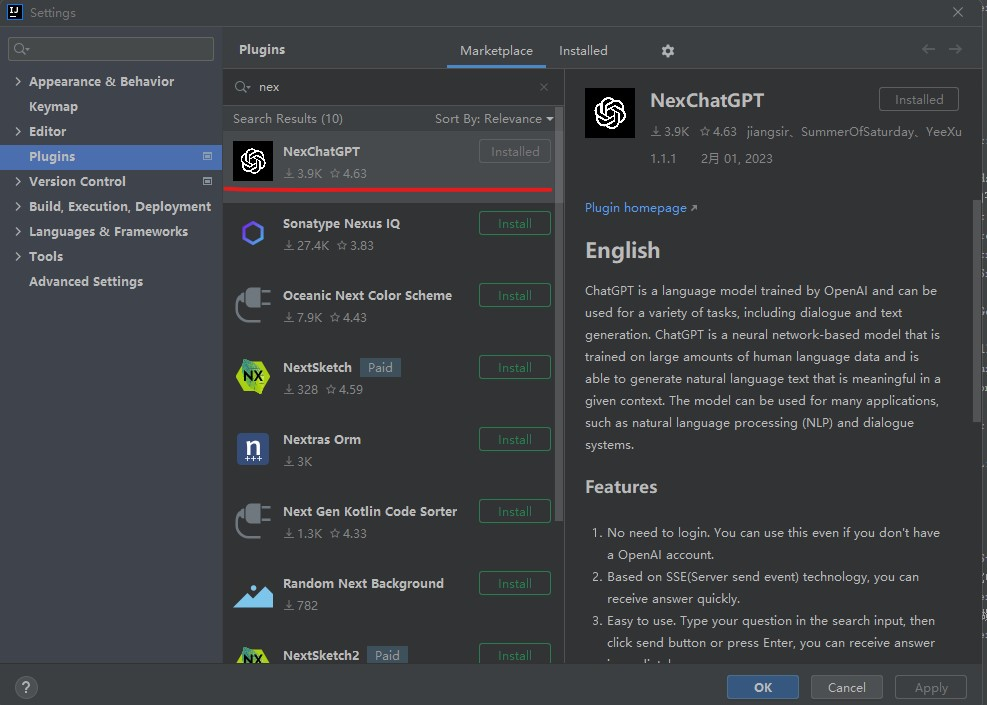 Settings
Plugins
Marketplace
Installed
nex
Appearance & Behavior
Keymap
Editor
Plugins
Version Control
Build, Execution, Deployment
Languages & Frameworks
Tools
Advanced Settings
Search Results (10)
Sort By: Relevance
NexChatGPT
Installed
3.9K 4.63
Sonatype Nexus IQ
Install
27.4K 3.83
Oceanic Next Color Scheme
Install
7.9K 4.43
NX
NextSketch Paid
Install
328 4.59
n
Nextras Orm
Install
3K
Next Gen Kotlin Code Sorter
Install
1.3K 4.33
Random Next Background
Install
782
NX
NextSketch2 Paid
Install
NexChatGPT
Installed
3.9K 4.63 jiangsir、SummerOfSaturday、YeeXu
1.1.1 2月 01, 2023
Plugin homepage
English
ChatGPT is a language model trained by OpenAI and can be
used for a variety of tasks, including dialogue and text
generation. ChatGPT is a neural network-based model that is
trained on large amounts of human language data and is
able to generate natural language text that is meaningful in a
given context. The model can be used for many applications,
such as natural language processing (NLP) and dialogue
systems.
Features
1. No need to login. You can use this even if you don't have
a OpenAI account.
2. Based on SSE(Server send event) technology, you can
receive answer quickly.
3. Easy to use. Type your question in the search input, then
click send button or press Enter, you can receive answer
?
OK
Cancel
Apply